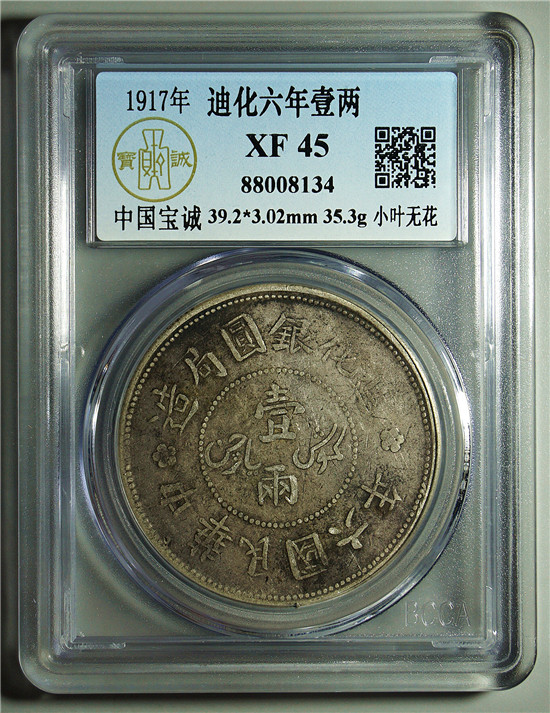 1917年 迪化六年壹两
XF 45
88008134
寶 誠
中国宝诚 39.2*3.02mm 35.3g 小叶无花
迪化銀圓局造
壹
兩
中華民國六年